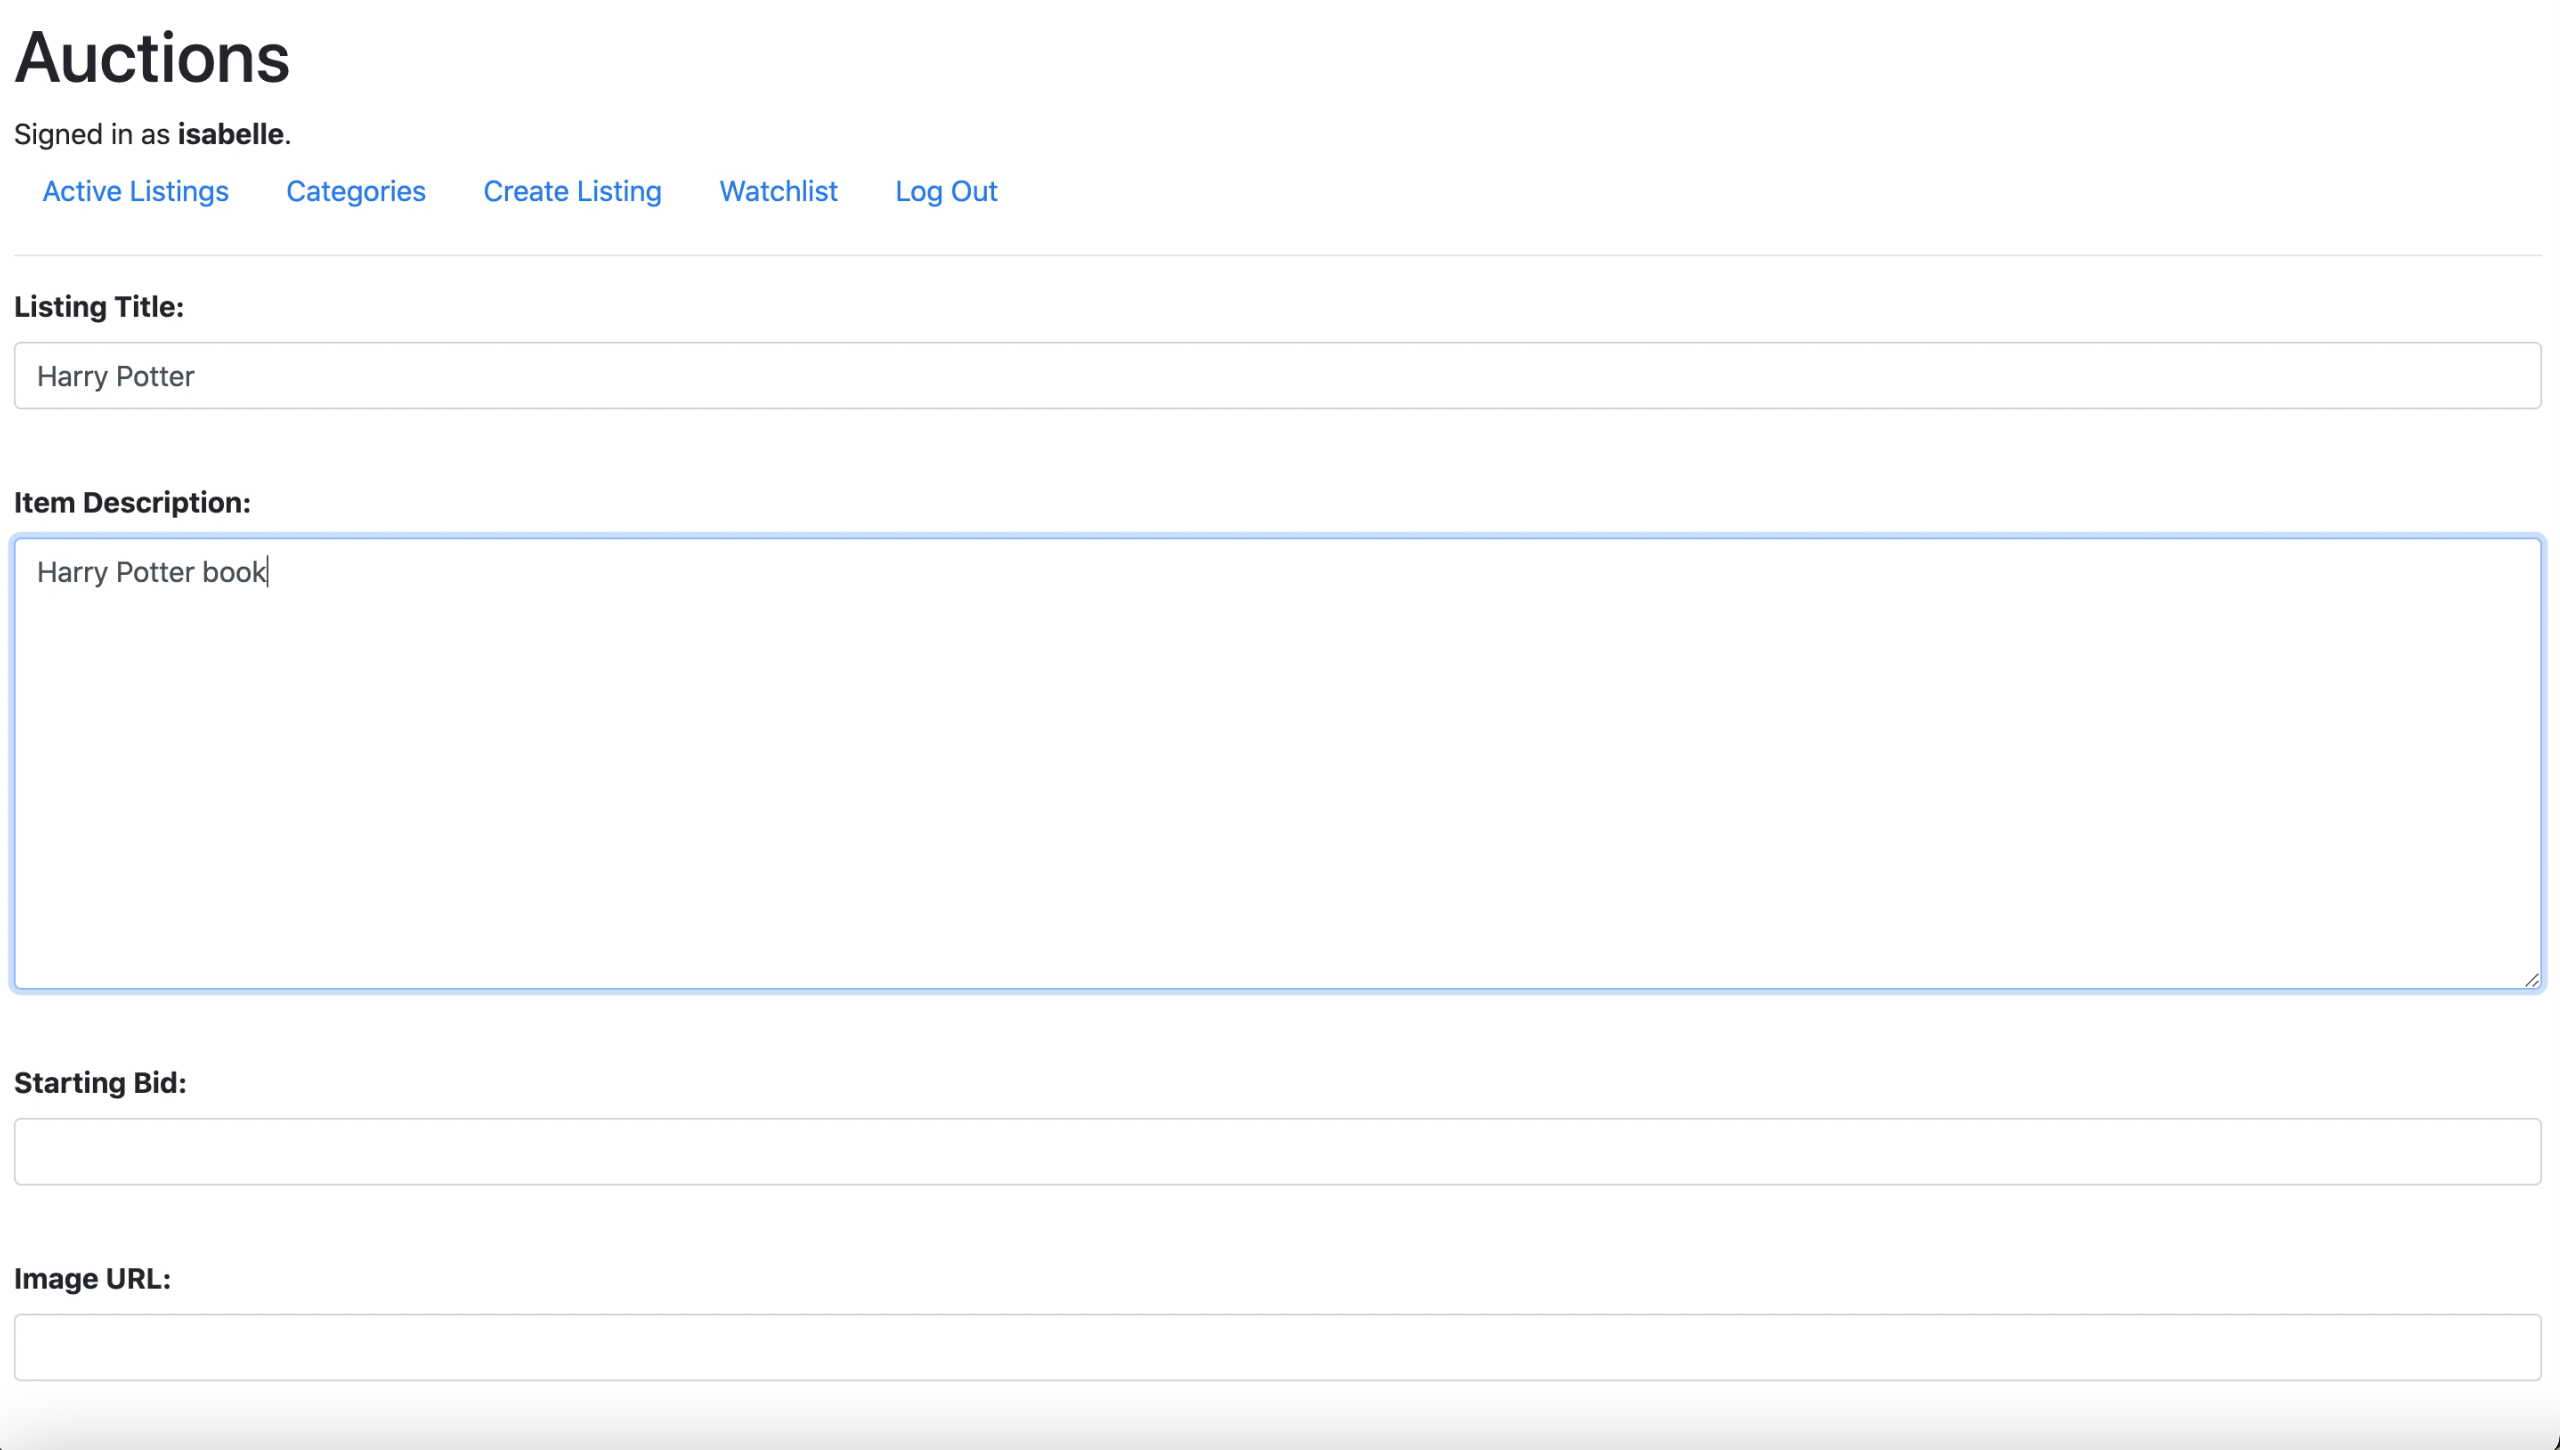 Auctions
Signed in as isabelle.
Active Listings Categories Create Listing Watchlist Log Out
Listing Title:
Harry Potter
Item Description:
Harry Potter book
Starting Bid:
Image URL: